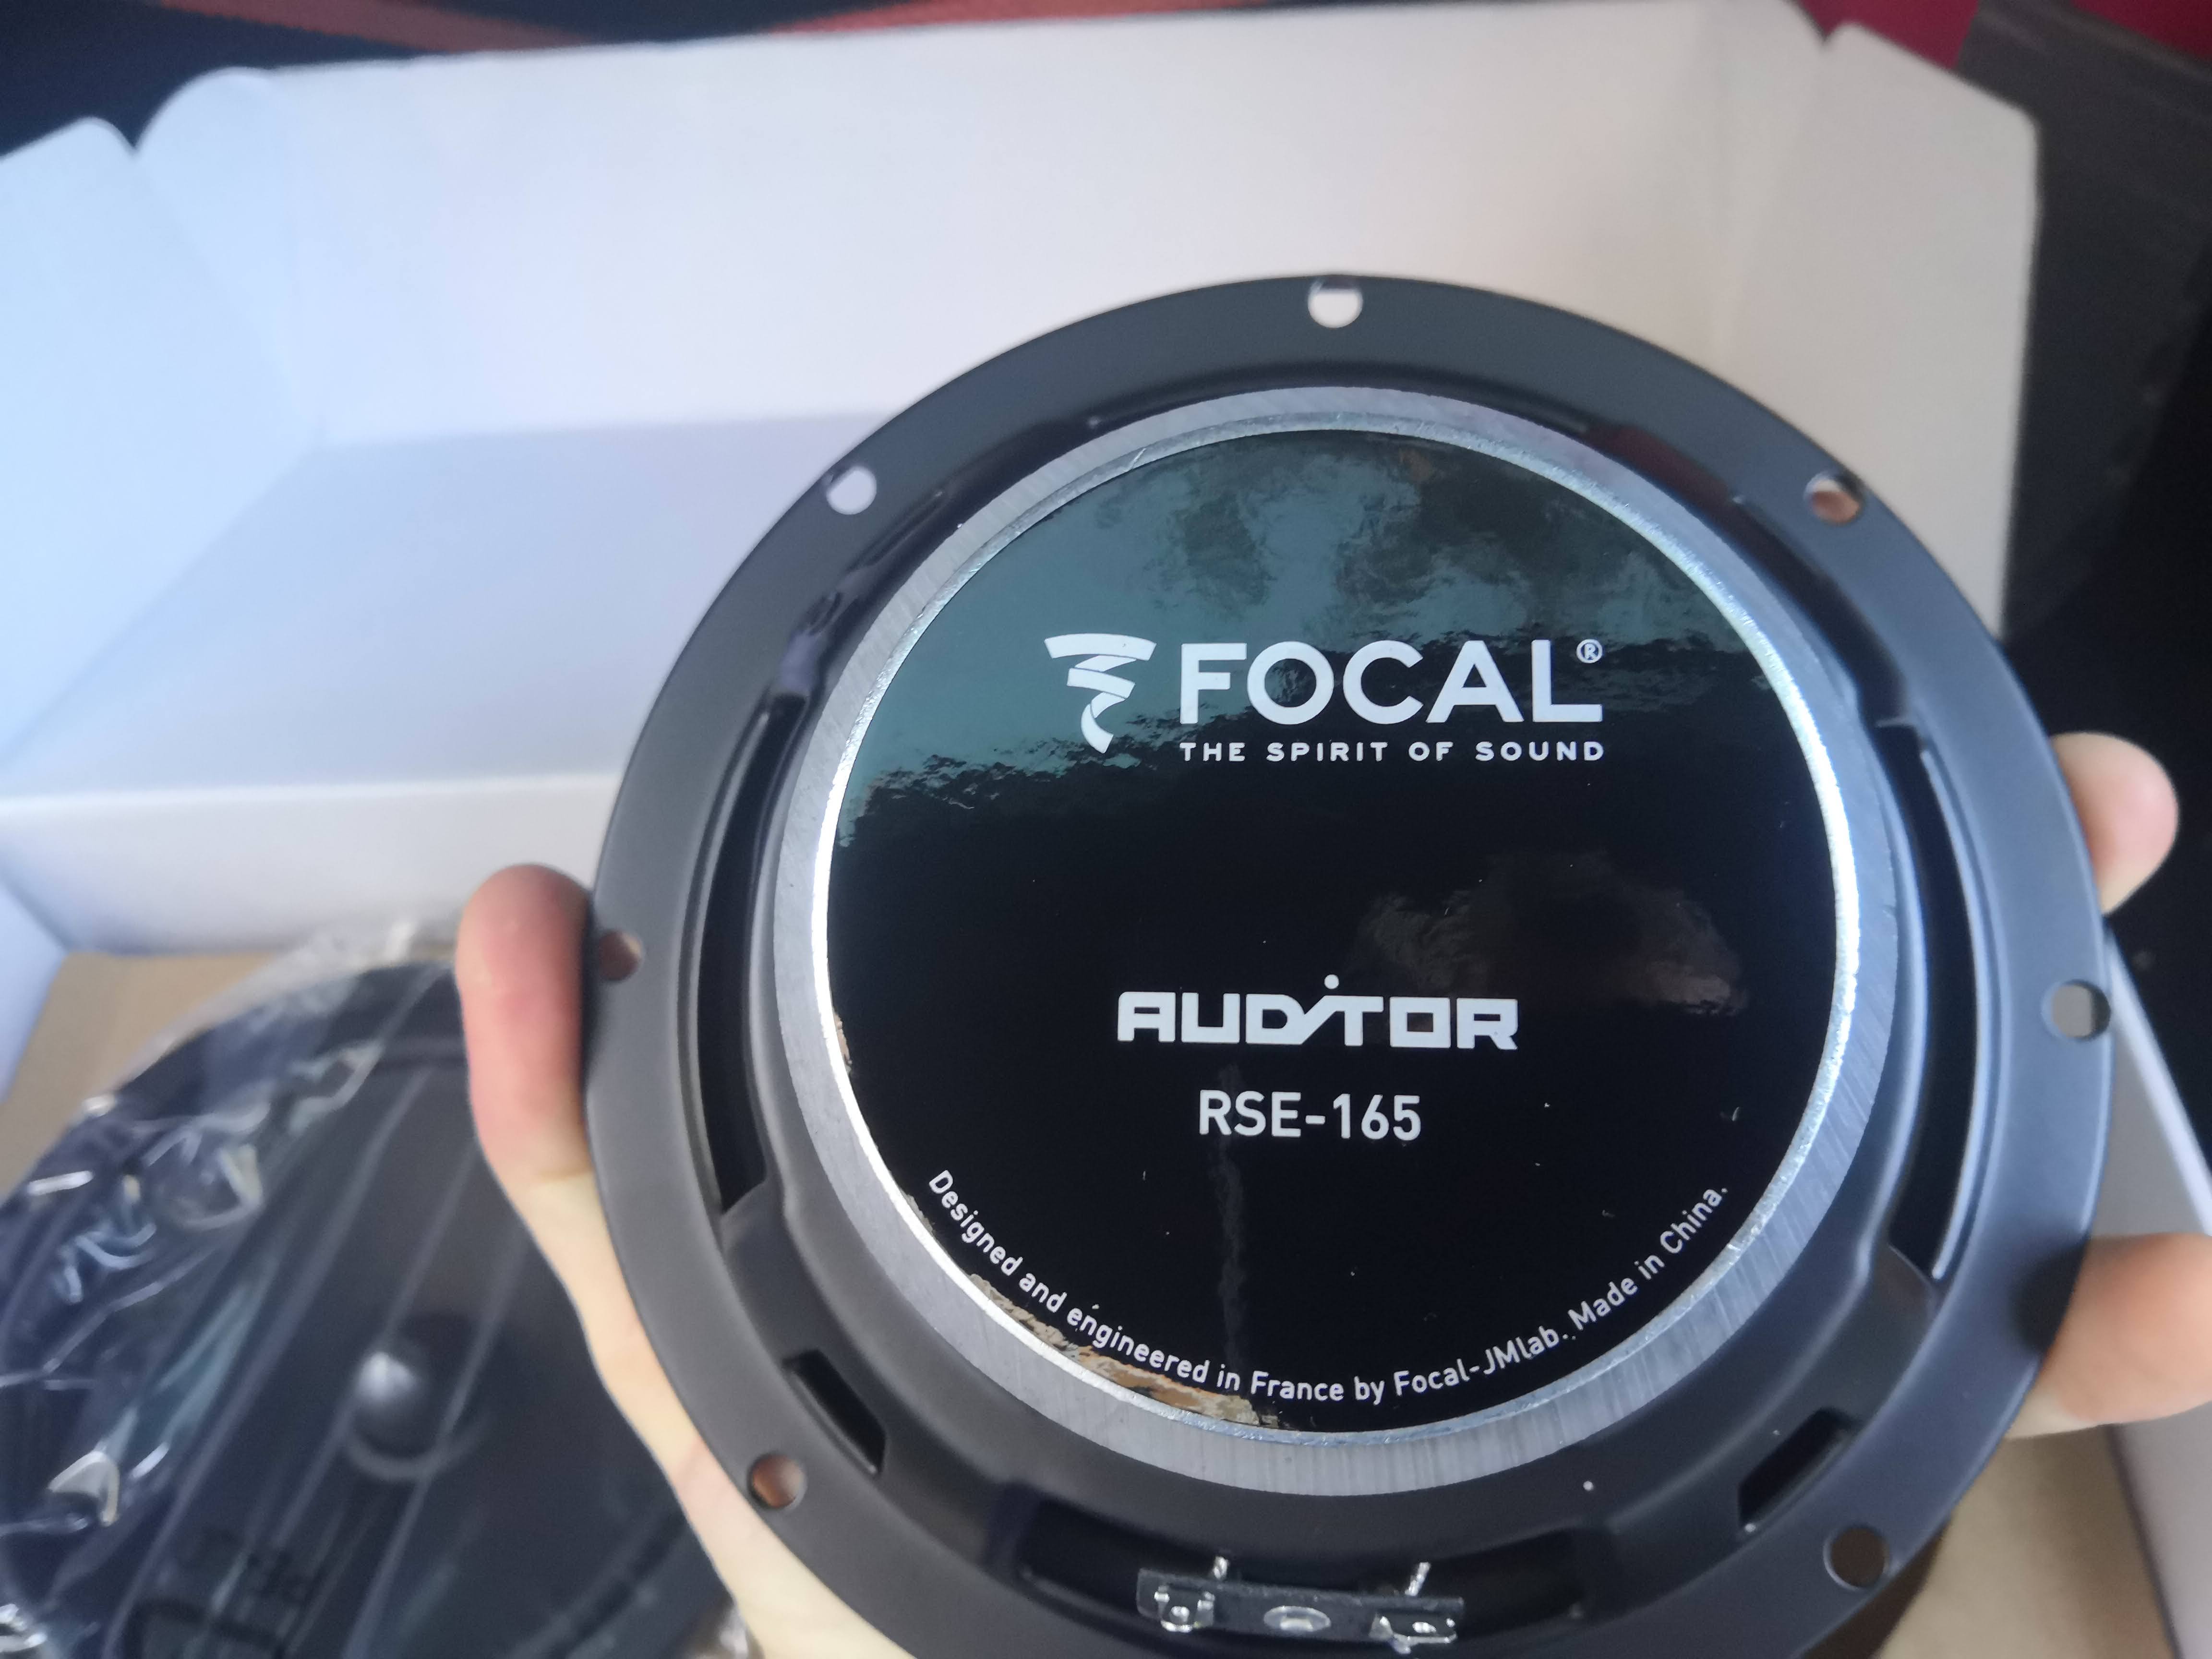 FOCAL®
THE SPIRIT OF SOUND
AUDITOR
RSE-165
Designed and engineered in France by Focal-JMlab. Made in China.